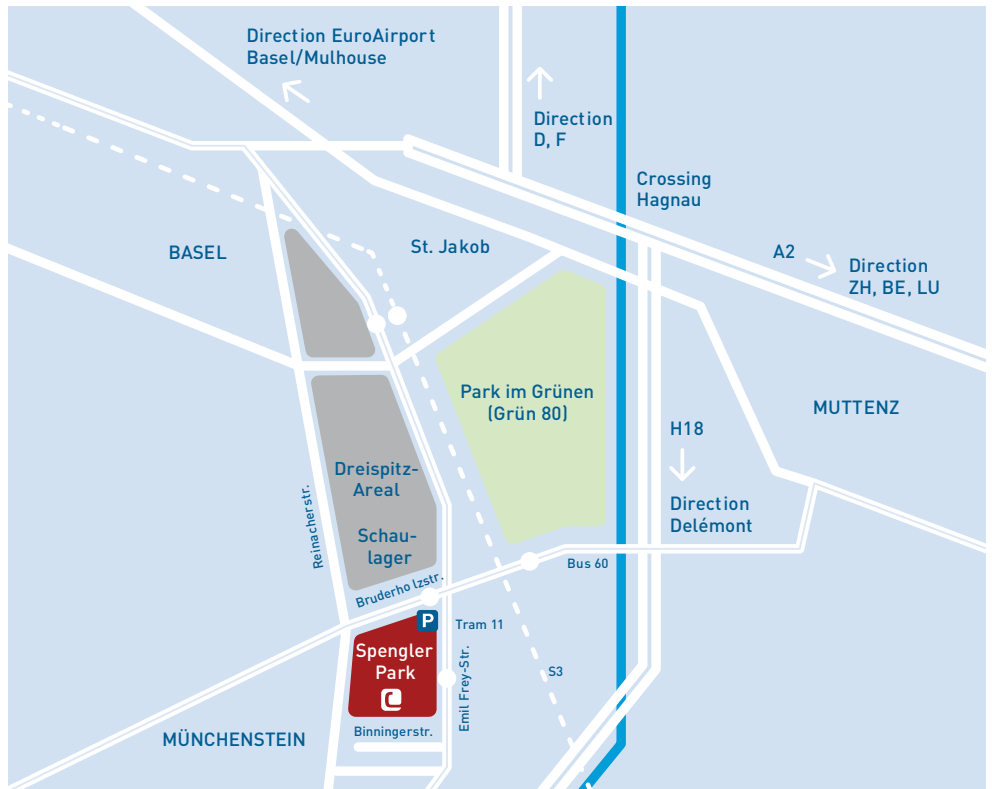 Direction EuroAirport
Basel/Mulhouse
Direction
D, F
Crossing
Hagnau
BASEL
St. Jakob
A2
Direction
ZH, BE, LU
Park im Grünen
(Grün 80)
MUTTENZ
H18
Dreispitz-
Areal
Reinacherstr.
Direction
Delémont
Schau-
lager
Bus 60
Bruderho lzstr.
P
Tram 11
Spengler
Park
Emil Frey-Str.
S3
Binningerstr.
MÜNCHENSTEIN